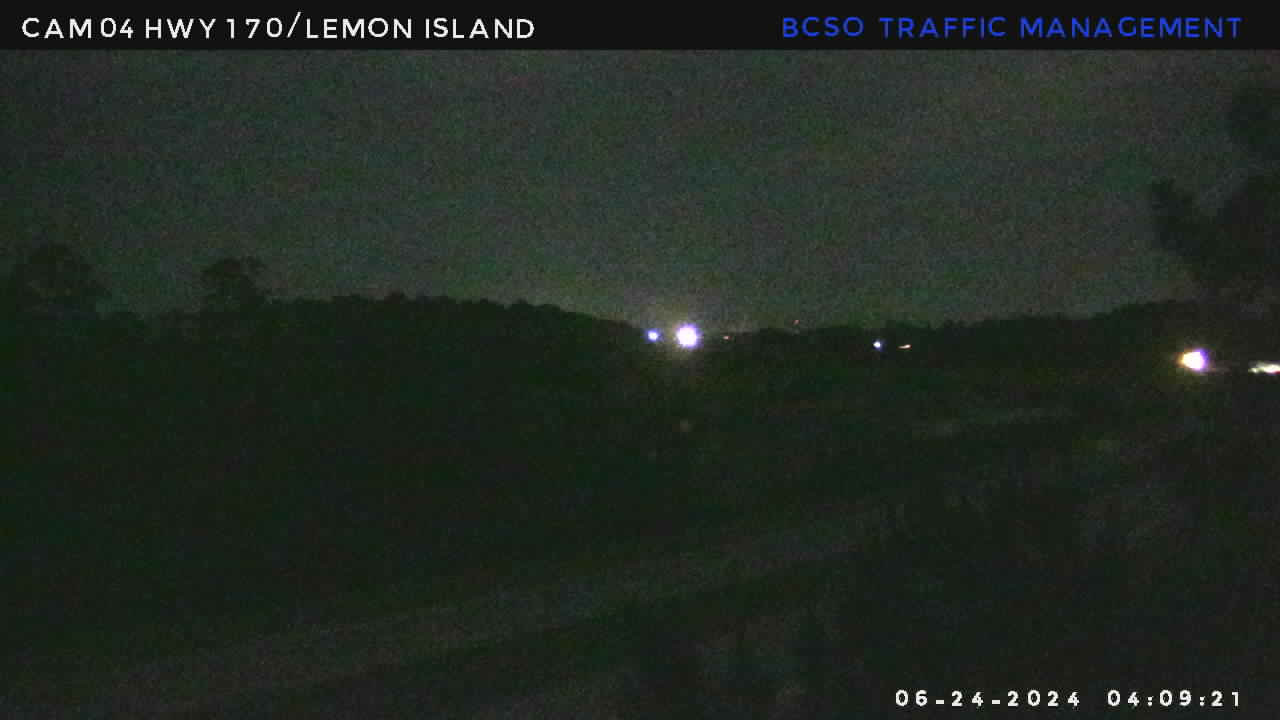 CAM 04 HWY 170/LEMON ISLAND
BCSO TRAFFIC MANAGEMENT
06-24-2024 04:09:21